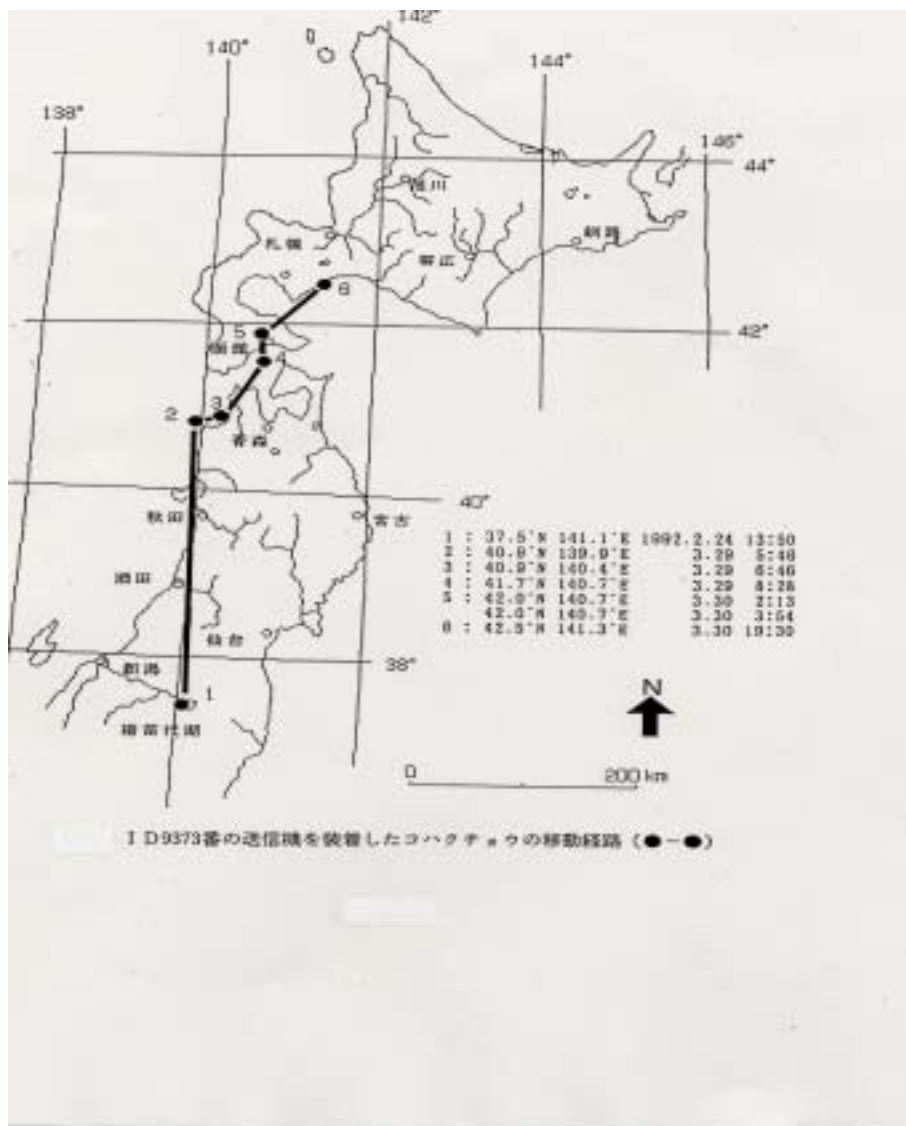 142°
140°
144°
138°
146°
44°
旭川
札幌
釧路
帯広
6
5
42°
函館
4
3
2
青森
40°
秋田
宮古
1 : 37.5°N 141.1°E 1992.2.24 13:50
2 : 40.9°N 139.9°E 3.29 5:46
3 : 40.9°N 140.4°E 3.29 6:46
4 : 41.7°N 140.7°E 3.29 8:28
5 : 42.0°N 140.7°E 3.30 2:13
42.0°N 140.7°E 3.30 3:54
6 : 42.5°N 141.3°E 3.30 19:30
酒田
仙台
38°
新潟
1
N
猪苗代湖
0 200 km
ID9373番の送信機を装着したコハクチョウの移動経路（●−●）